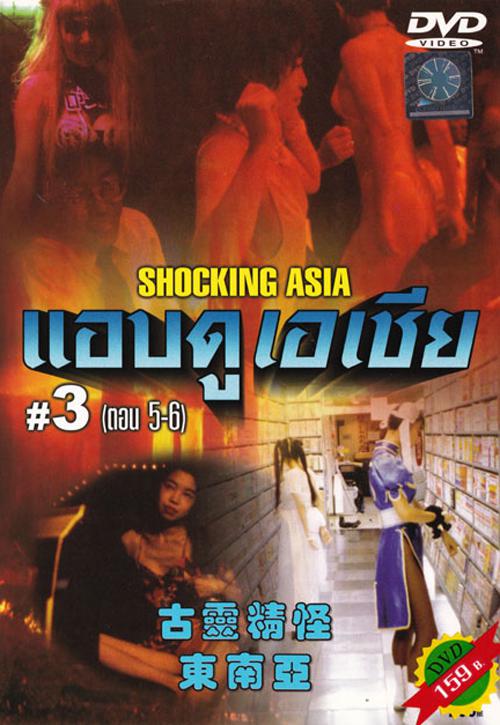 DVD
VIDEO
TM
SHOCKING ASIA
แอบดูเอเชีย
#3 (ตอน 5-6)
古靈精怪
東南亞
DVD
159 B.